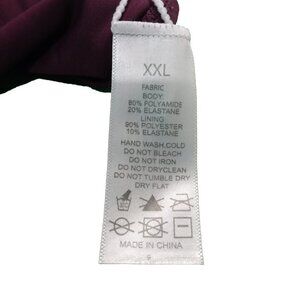 XXL
FABRIC
BODY:
80% POLYAMIDE
20% ELASTANE
LINING
90% POLYESTER
10% ELASTANE
HAND WASH.COLD
DO NOT BLEACH
DO NOT IRON
DO NOT DRYCLEAN
DO NOT TUMBLE DRY
DRY FLAT
MADE IN CHINA